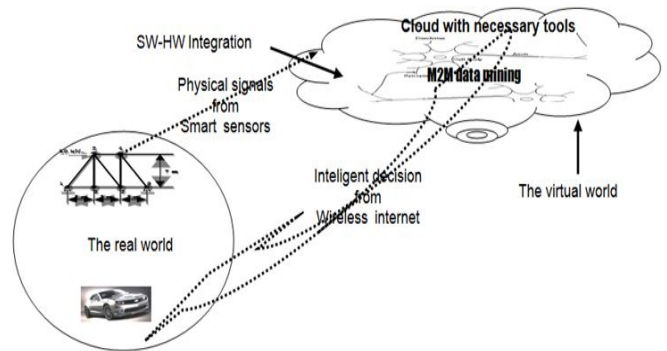 Cloud with necessary tools
SW-HW Integration
M2M data mining
Physical signals
from
Smart sensors
Inteligent decision
from
Wireless internet
The virtual world
The real world